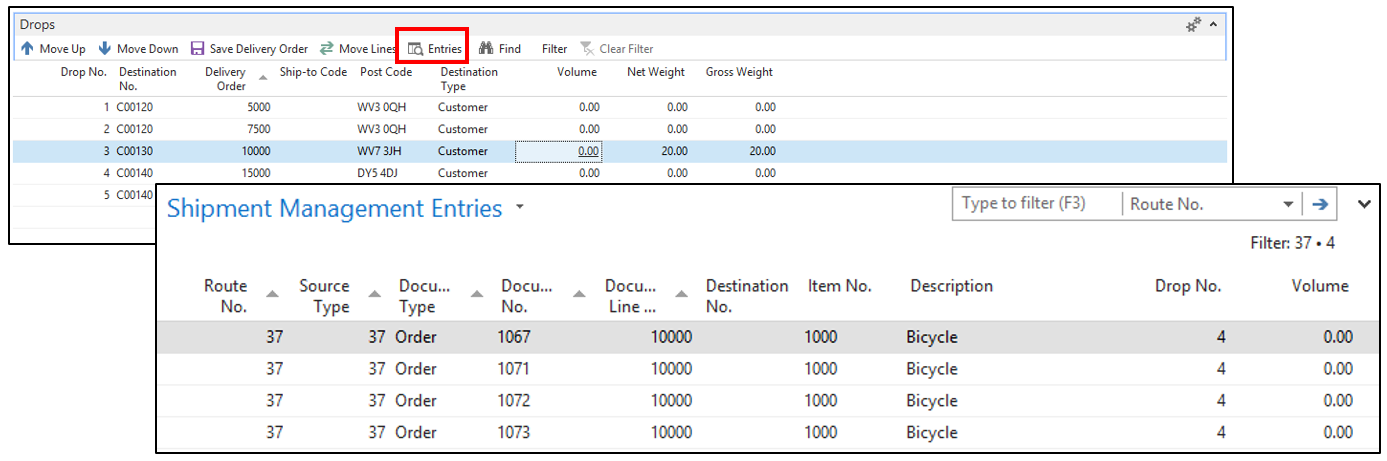 Drops
Move Up Move Down Save Delivery Order Move Lines Entries Find Filter Clear Filter
Drop No. Destination No. Delivery Order Ship-to Code Post Code Destination Type Volume Net Weight Gross Weight
1 C00120 5000 WV3 0QH Customer 0.00 0.00 0.00
2 C00120 7500 WV3 0QH Customer 0.00 0.00 0.00
3 C00130 10000 WV7 3JH Customer 0.00 20.00 20.00
4 C00140 15000 DY5 4DJ Customer 0.00 0.00 0.00
5 C00140
Shipment Management Entries
Type to filter (F3) Route No.
Filter: 37 • 4
Route No. Source Type Docu... Type Docu... No. Docu... Line ... Destination No. Item No. Description Drop No. Volume
37 37 Order 1067 10000 1000 Bicycle 4 0.00
37 37 Order 1071 10000 1000 Bicycle 4 0.00
37 37 Order 1072 10000 1000 Bicycle 4 0.00
37 37 Order 1073 10000 1000 Bicycle 4 0.00